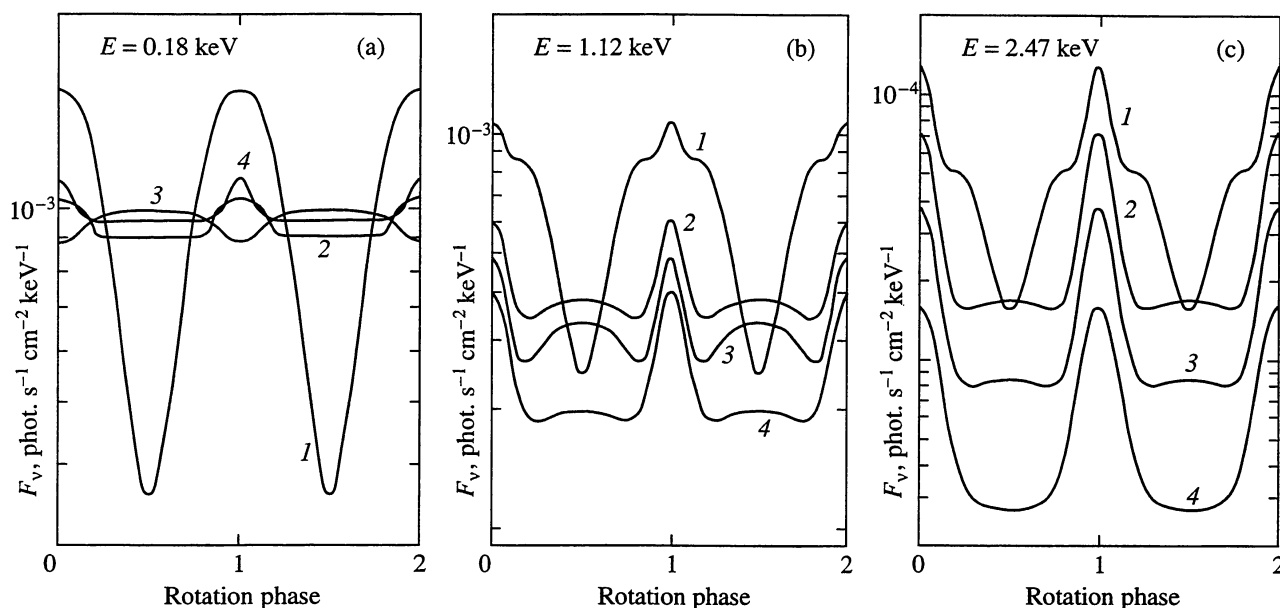 E = 0.18 keV (a)
10⁻³
1
2
3
4
F_ν, phot. s⁻¹ cm⁻² keV⁻¹
0 1 2
Rotation phase
E = 1.12 keV (b)
10⁻³
1
2
3
4
F_ν, phot. s⁻¹ cm⁻² keV⁻¹
0 1 2
Rotation phase
E = 2.47 keV (c)
10⁻⁴
1
2
3
4
F_ν, phot. s⁻¹ cm⁻² keV⁻¹
0 1 2
Rotation phase